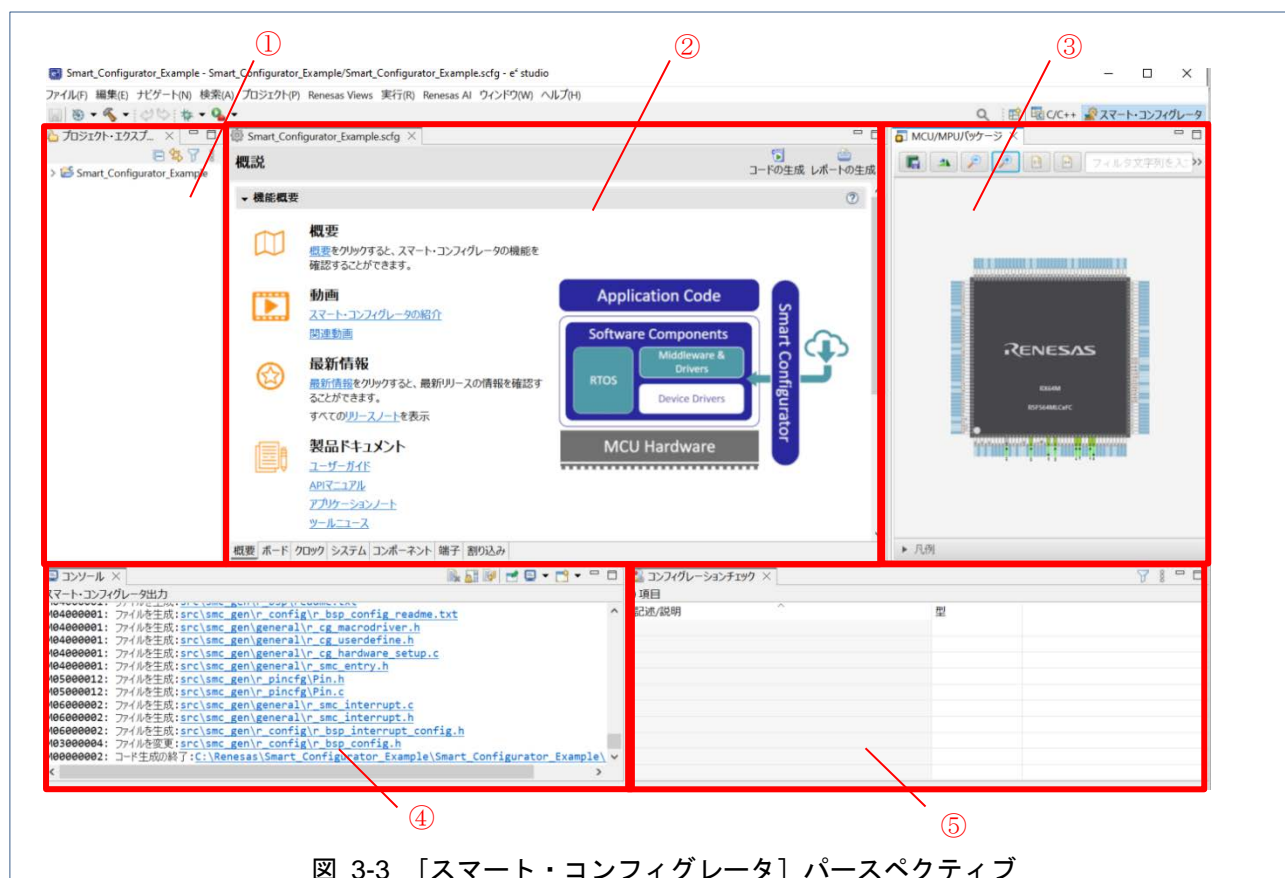 ①
②
③
Smart_Configurator_Example - Smart_Configurator_Example/Smart_Configurator_Example.scfg - e² studio
ファイル(F) 編集(E) ナビゲート(N) 検索(A) プロジェクト(P) Renesas Views 実行(R) Renesas AI ウィンドウ(W) ヘルプ(H)
C/C++ スマート・コンフィグレータ
プロジェクト・エクスプ...
Smart_Configurator_Example
Smart_Configurator_Example.scfg
概説
コードの生成 レポートの生成
機能概要
概要
概要をクリックすると、スマート・コンフィグレータの機能を
確認することができます。
動画
スマート・コンフィグレータの紹介
関連動画
最新情報
最新情報をクリックすると、最新リリースの情報を確認す
ることができます。
すべてのリリースノートを表示
製品ドキュメント
ユーザーガイド
APIマニュアル
アプリケーションノート
ツールニュース
Application Code
Software Components
RTOS
Middleware &
Drivers
Device Drivers
MCU Hardware
Smart Configurator
概要 ボード クロック システム コンポーネント 端子 割り込み
MCU/MPUパッケージ
フィルタ文字列を入
RENESAS
凡例
コンソール
スマート・コンフィグレータ出力
M04000001: ファイルを生成:src\smc_gen\r_bsp\readme.txt
M04000001: ファイルを生成:src\smc_gen\r_config\r_bsp_config_readme.txt
M04000001: ファイルを生成:src\smc_gen\general\r_cg_macrodriver.h
M04000001: ファイルを生成:src\smc_gen\general\r_cg_userdefine.h
M04000001: ファイルを生成:src\smc_gen\general\r_cg_hardware_setup.c
M04000001: ファイルを生成:src\smc_gen\general\r_smc_entry.h
M05000012: ファイルを生成:src\smc_gen\r_pincfg\Pin.h
M05000012: ファイルを生成:src\smc_gen\r_pincfg\Pin.c
M06000002: ファイルを生成:src\smc_gen\general\r_smc_interrupt.c
M06000002: ファイルを生成:src\smc_gen\general\r_smc_interrupt.h
M06000002: ファイルを生成:src\smc_gen\r_config\r_bsp_interrupt_config.h
M03000004: ファイルを変更:src\smc_gen\r_config\r_bsp_config.h
M00000002: コード生成の終了:C:\Renesas\Smart_Configurator_Example\Smart_Configurator_Example\
コンフィグレーションチェック
項目
記述/説明 型
④
⑤
図 3-3 ［スマート・コンフィグレータ］パースペクティブ